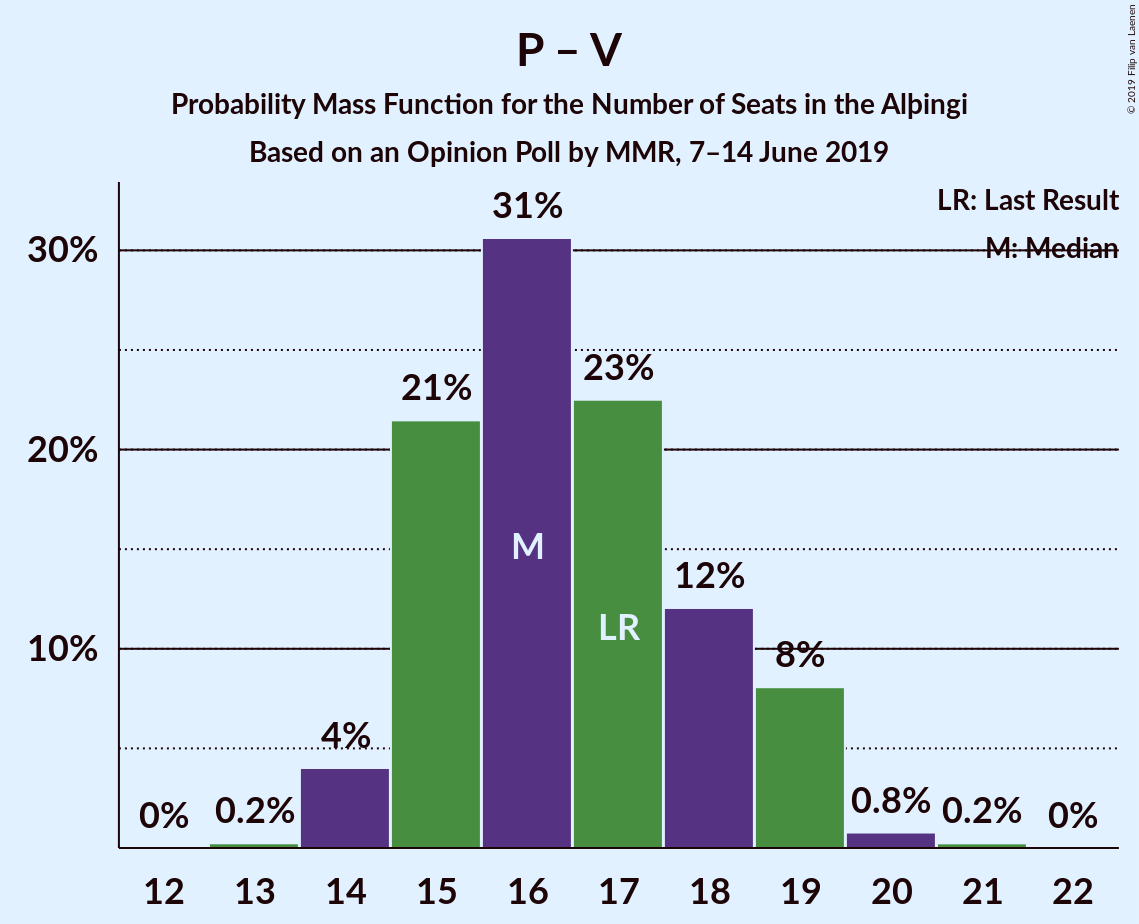 P – V
Probability Mass Function for the Number of Seats in the Alþingi
Based on an Opinion Poll by MMR, 7–14 June 2019
© 2019 Filip van Laenen
LR: Last Result
M: Median
30%
20%
10%
0%
0.2%
4%
21%
31%
23%
12%
8%
0.8%
0.2%
0%
M
LR
12 13 14 15 16 17 18 19 20 21 22